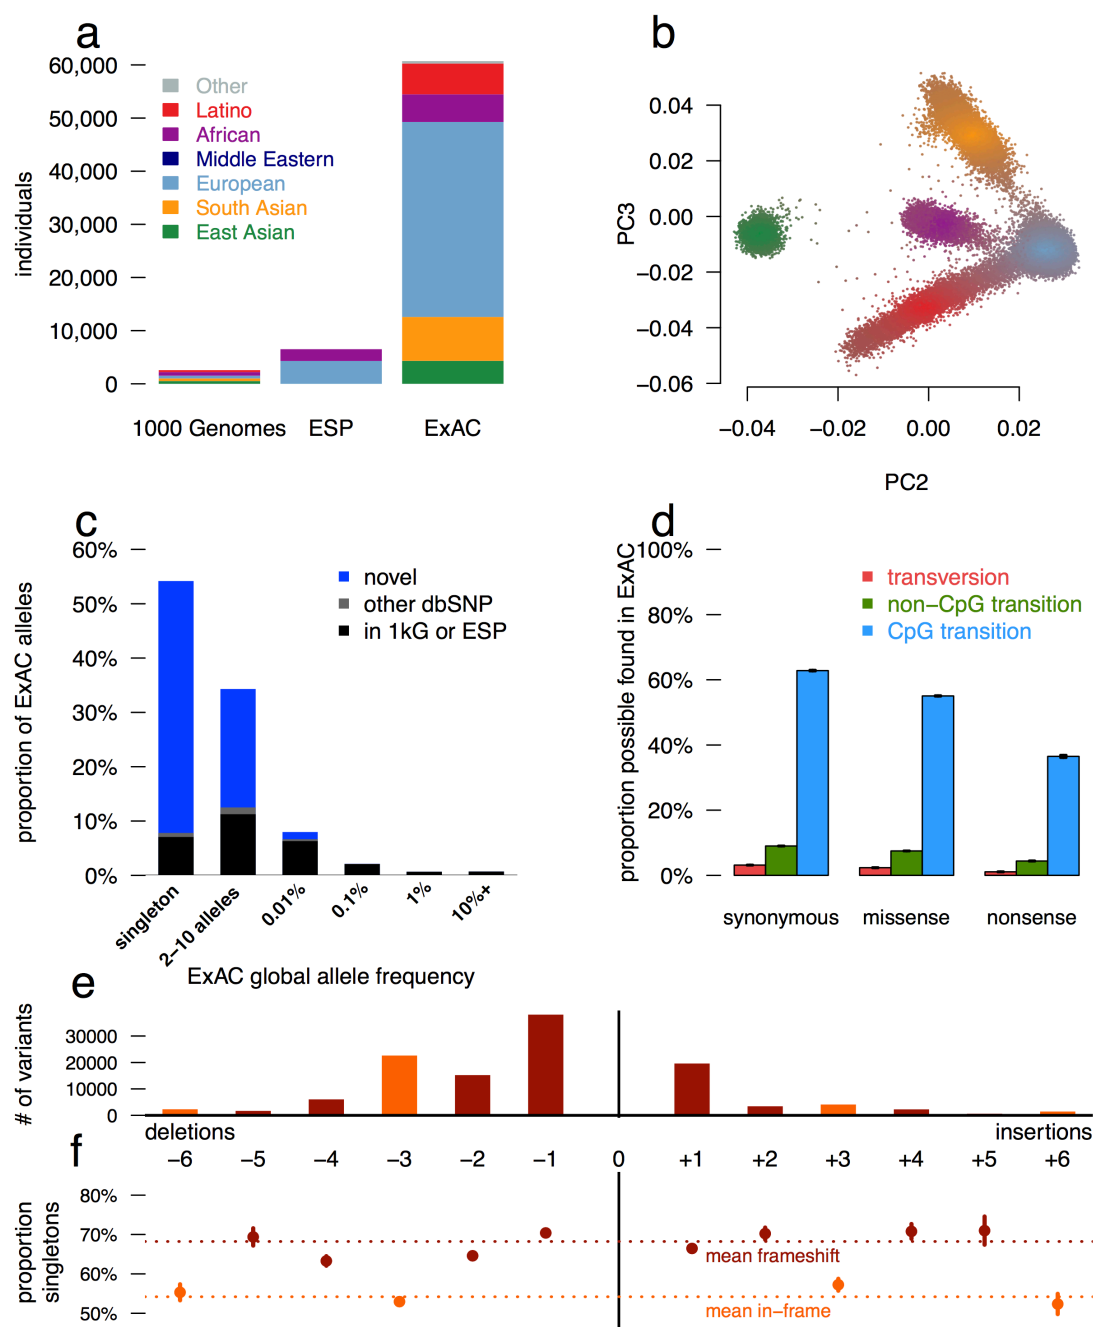 a
60,000
50,000
40,000
30,000
20,000
10,000
0
individuals
Other
Latino
African
Middle Eastern
European
South Asian
East Asian
1000 Genomes
ESP
ExAC
b
0.04
0.02
0.00
−0.02
−0.04
−0.06
PC3
−0.04
−0.02
0.00
0.02
PC2
c
60%
50%
40%
30%
20%
10%
0%
proportion of ExAC alleles
novel
other dbSNP
in 1kG or ESP
singleton
2−10 alleles
0.01%
0.1%
1%
10%+
ExAC global allele frequency
d
100%
80%
60%
40%
20%
0%
proportion possible found in ExAC
transversion
non−CpG transition
CpG transition
synonymous
missense
nonsense
e
30000
20000
10000
0
# of variants
deletions
insertions
f
−6
−5
−4
−3
−2
−1
0
+1
+2
+3
+4
+5
+6
80%
70%
60%
50%
proportion
singletons
mean frameshift
mean in−frame